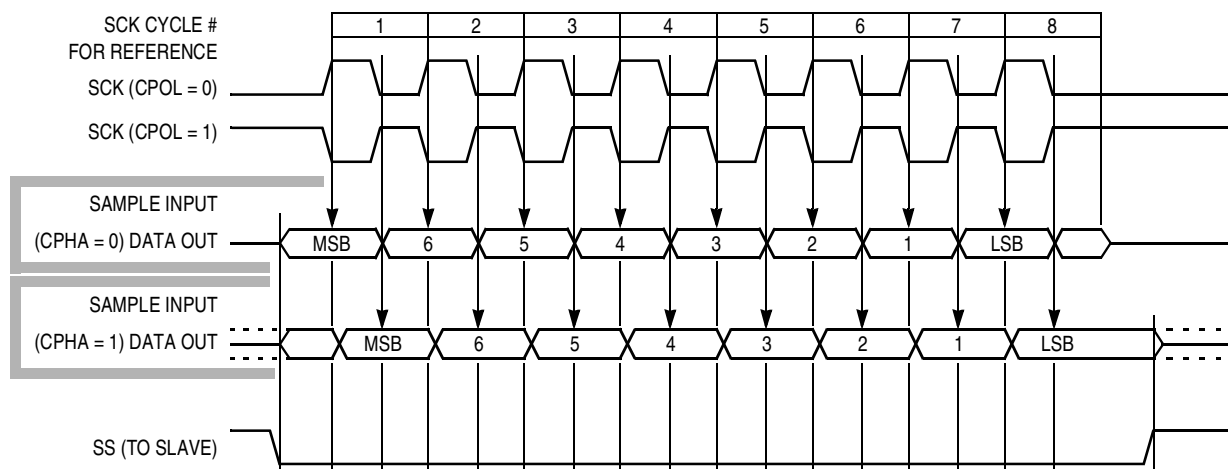 SCK CYCLE # 1 2 3 4 5 6 7 8
FOR REFERENCE
SCK (CPOL = 0)
SCK (CPOL = 1)
SAMPLE INPUT
(CPHA = 0) DATA OUT MSB 6 5 4 3 2 1 LSB
SAMPLE INPUT
(CPHA = 1) DATA OUT MSB 6 5 4 3 2 1 LSB
SS (TO SLAVE)